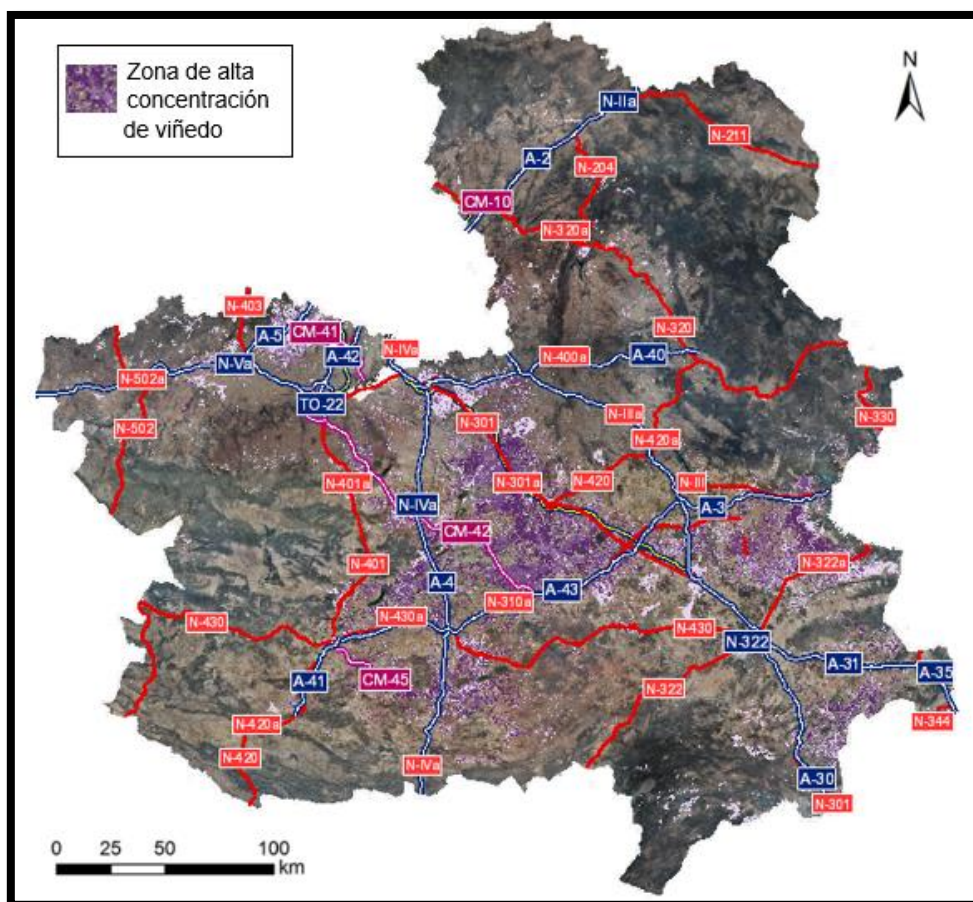 Zona de alta
concentración
de viñedo
N
N-IIa
N-211
A-2
N-204
CM-10
N-320a
N-403
CM-41
A-5
N-320
N-IVa
A-42
N-400a
A-40
N-Va
N-502a
TO-22
N-IIIa
N-330
N-301
N-502
N-420a
N-401a
N-301a
N-420
N-III
N-IVa
A-3
CM-42
N-401
N-322a
A-4
A-43
N-310a
N-430
N-430a
N-430
N-322
A-31
A-35
A-41
CM-45
N-322
N-420a
N-344
N-420
N-IVa
A-30
N-301
0 25 50 100
km